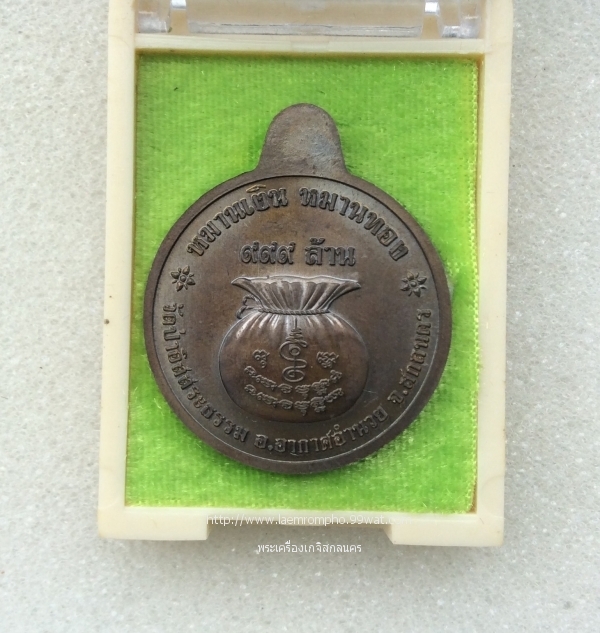 หมานเงิน หมานทอง
๙๙๙ ล้าน
วัดป่าอิสสระธรรม อ.อากาศอำนวย จ.สกลนคร
http://www.laemrompho.99wat.
พระเครื่องเกจิสกลนคร